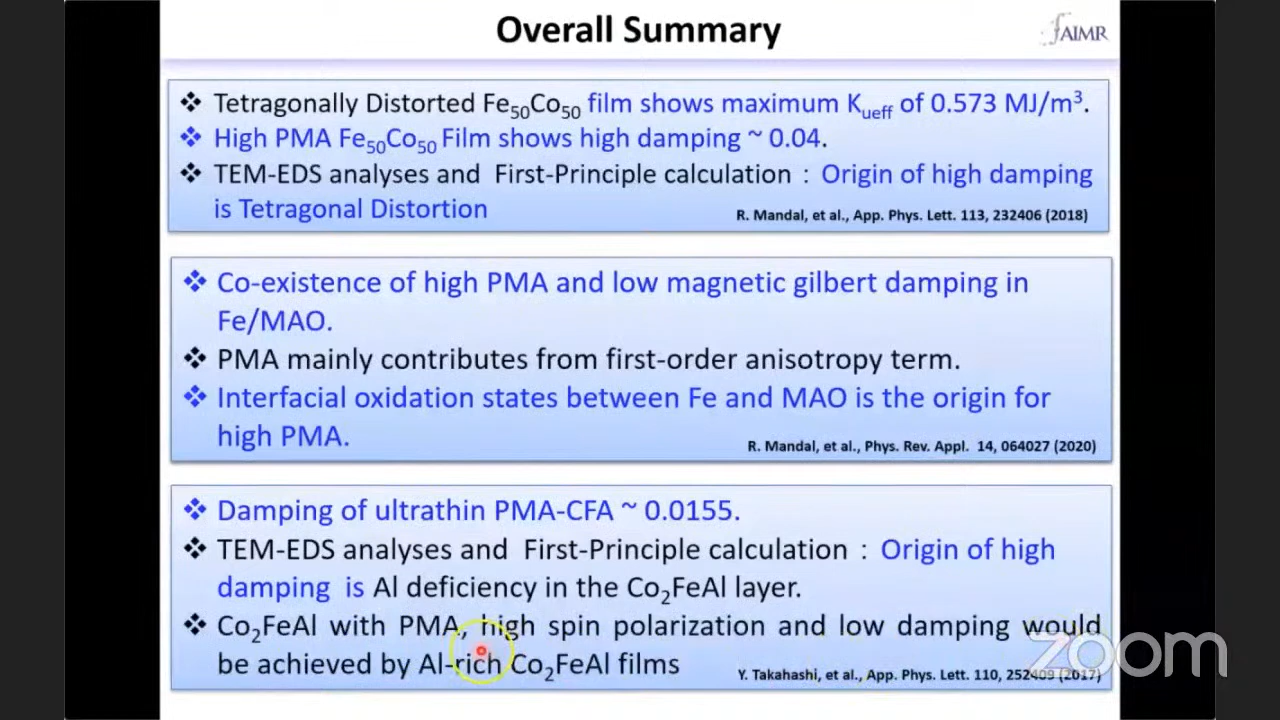 Overall Summary
AIMR
❖ Tetragonally Distorted Fe₅₀Co₅₀ film shows maximum Kᵤₑff of 0.573 MJ/m³.
❖ High PMA Fe₅₀Co₅₀ Film shows high damping ~ 0.04.
❖ TEM-EDS analyses and First-Principle calculation : Origin of high damping
is Tetragonal Distortion
R. Mandal, et al., App. Phys. Lett. 113, 232406 (2018)
❖ Co-existence of high PMA and low magnetic gilbert damping in
Fe/MAO.
❖ PMA mainly contributes from first-order anisotropy term.
❖ Interfacial oxidation states between Fe and MAO is the origin for
high PMA.
R. Mandal, et al., Phys. Rev. Appl. 14, 064027 (2020)
❖ Damping of ultrathin PMA-CFA ~ 0.0155.
❖ TEM-EDS analyses and First-Principle calculation : Origin of high
damping is Al deficiency in the Co₂FeAl layer.
❖ Co₂FeAl with PMA, high spin polarization and low damping would
be achieved by Al-rich Co₂FeAl films
Y. Takahashi, et al., App. Phys. Lett. 110, 252409 (2017)
zoom